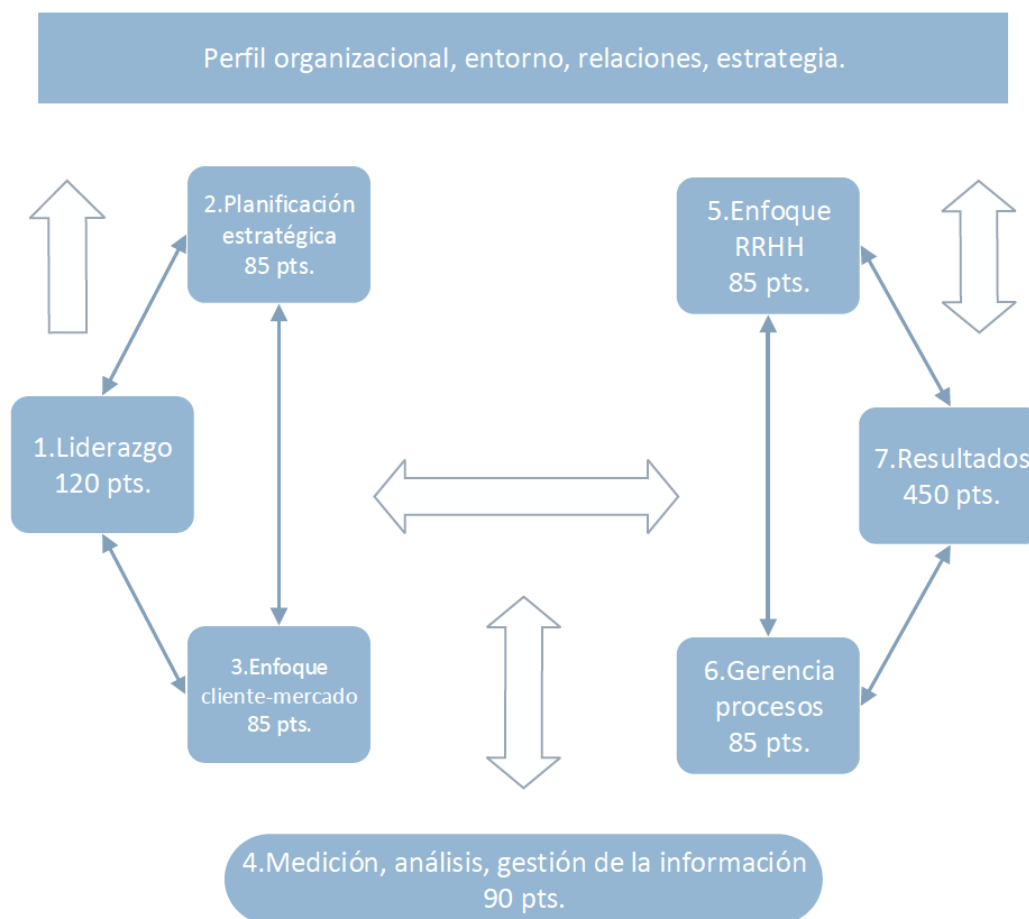 Perfil organizacional, entorno, relaciones, estrategia.
2.Planificación
estratégica
85 pts.
5.Enfoque
RRHH
85 pts.
1.Liderazgo
120 pts.
7.Resultados
450 pts.
3.Enfoque
cliente-mercado
85 pts.
6.Gerencia
procesos
85 pts.
4.Medición, análisis, gestión de la información
90 pts.